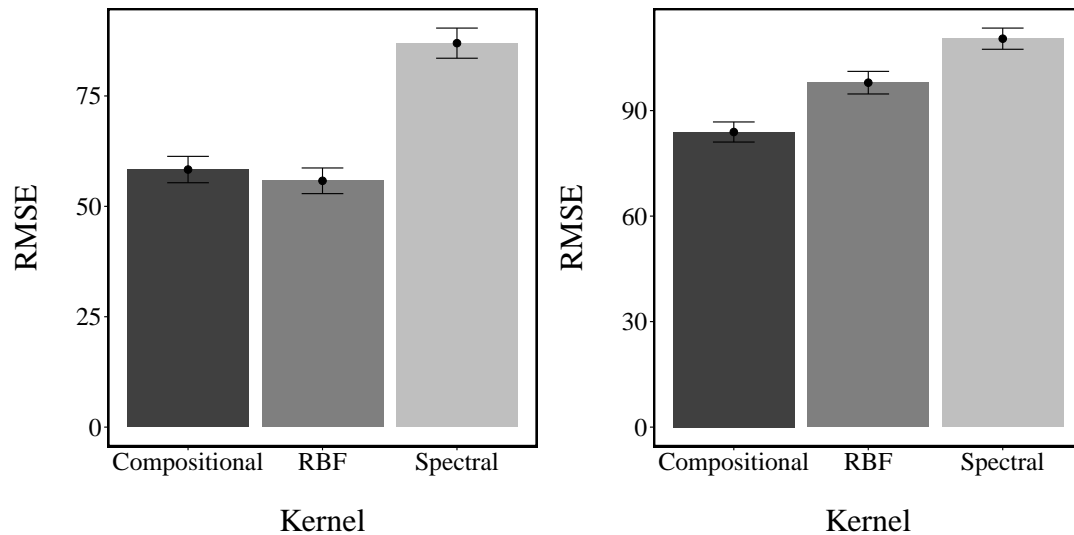 RMSE
75
50
25
0
Compositional RBF Spectral
Kernel
RMSE
90
60
30
0
Compositional RBF Spectral
Kernel